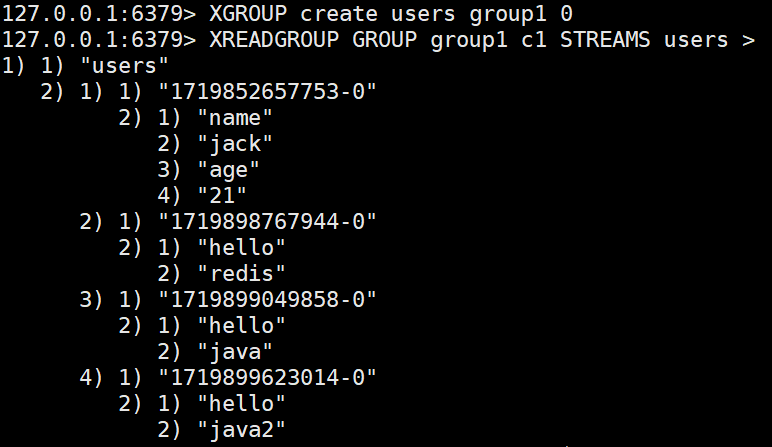 127.0.0.1:6379> XGROUP create users group1 0
127.0.0.1:6379> XREADGROUP GROUP group1 c1 STREAMS users >
1) 1) "users"
   2) 1) 1) "1719852657753-0"
         2) 1) "name"
            2) "jack"
            3) "age"
            4) "21"
      2) 1) "1719898767944-0"
         2) 1) "hello"
            2) "redis"
      3) 1) "1719899049858-0"
         2) 1) "hello"
            2) "java"
      4) 1) "1719899623014-0"
         2) 1) "hello"
            2) "java2"